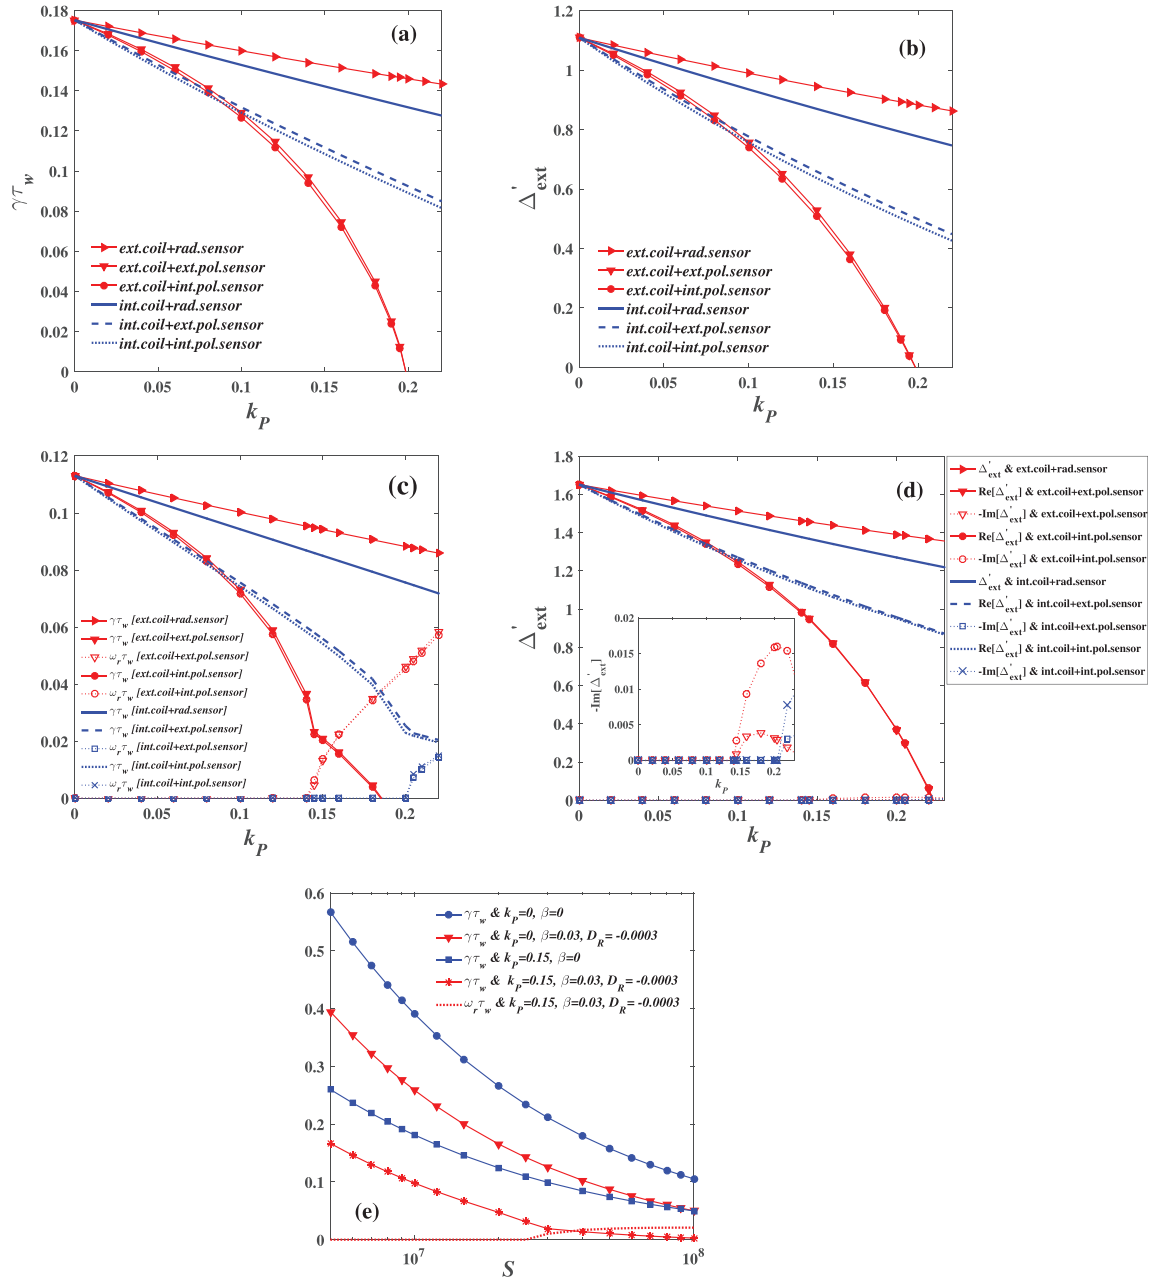 (a)
γτw
0.18
0.16
0.14
0.12
0.1
0.08
0.06
0.04
0.02
0
ext.coil+rad.sensor
ext.coil+ext.pol.sensor
ext.coil+int.pol.sensor
int.coil+rad.sensor
int.coil+ext.pol.sensor
int.coil+int.pol.sensor
0 0.05 0.1 0.15 0.2
kP
(b)
Δ'ext
1.2
1
0.8
0.6
0.4
0.2
0
ext.coil+rad.sensor
ext.coil+ext.pol.sensor
ext.coil+int.pol.sensor
int.coil+rad.sensor
int.coil+ext.pol.sensor
int.coil+int.pol.sensor
0 0.05 0.1 0.15 0.2
kP
(c)
0.12
0.1
0.08
0.06
0.04
0.02
0
γτw [ext.coil+rad.sensor]
γτw [ext.coil+ext.pol.sensor]
ωrτw [ext.coil+ext.pol.sensor]
γτw [ext.coil+int.pol.sensor]
ωrτw [ext.coil+int.pol.sensor]
γτw [int.coil+rad.sensor]
γτw [int.coil+ext.pol.sensor]
ωrτw [int.coil+ext.pol.sensor]
γτw [int.coil+int.pol.sensor]
ωrτw [int.coil+int.pol.sensor]
0 0.05 0.1 0.15 0.2
kP
(d)
Δ'ext
1.8
1.6
1.4
1.2
1
0.8
0.6
0.4
0.2
0
-Im[Δ'ext]
0.02
0.015
0.01
0.005
0
0 0.05 0.1 0.15 0.2
kP
0 0.05 0.1 0.15 0.2
kP
Δ'ext & ext.coil+rad.sensor
Re[Δ'ext] & ext.coil+ext.pol.sensor
-Im[Δ'ext] & ext.coil+ext.pol.sensor
Re[Δ'ext] & ext.coil+int.pol.sensor
-Im[Δ'ext] & ext.coil+int.pol.sensor
Δ'ext & int.coil+rad.sensor
Re[Δ'ext] & int.coil+ext.pol.sensor
-Im[Δ'ext] & int.coil+ext.pol.sensor
Re[Δ'ext] & int.coil+int.pol.sensor
-Im[Δ'ext] & int.coil+int.pol.sensor
0.6
0.5
0.4
0.3
0.2
0.1
0
γτw & kP=0, β=0
γτw & kP=0, β=0.03, DR= -0.0003
γτw & kP=0.15, β=0
γτw & kP=0.15, β=0.03, DR= -0.0003
ωrτw & kP=0.15, β=0.03, DR= -0.0003
(e)
10⁷ 10⁸
S